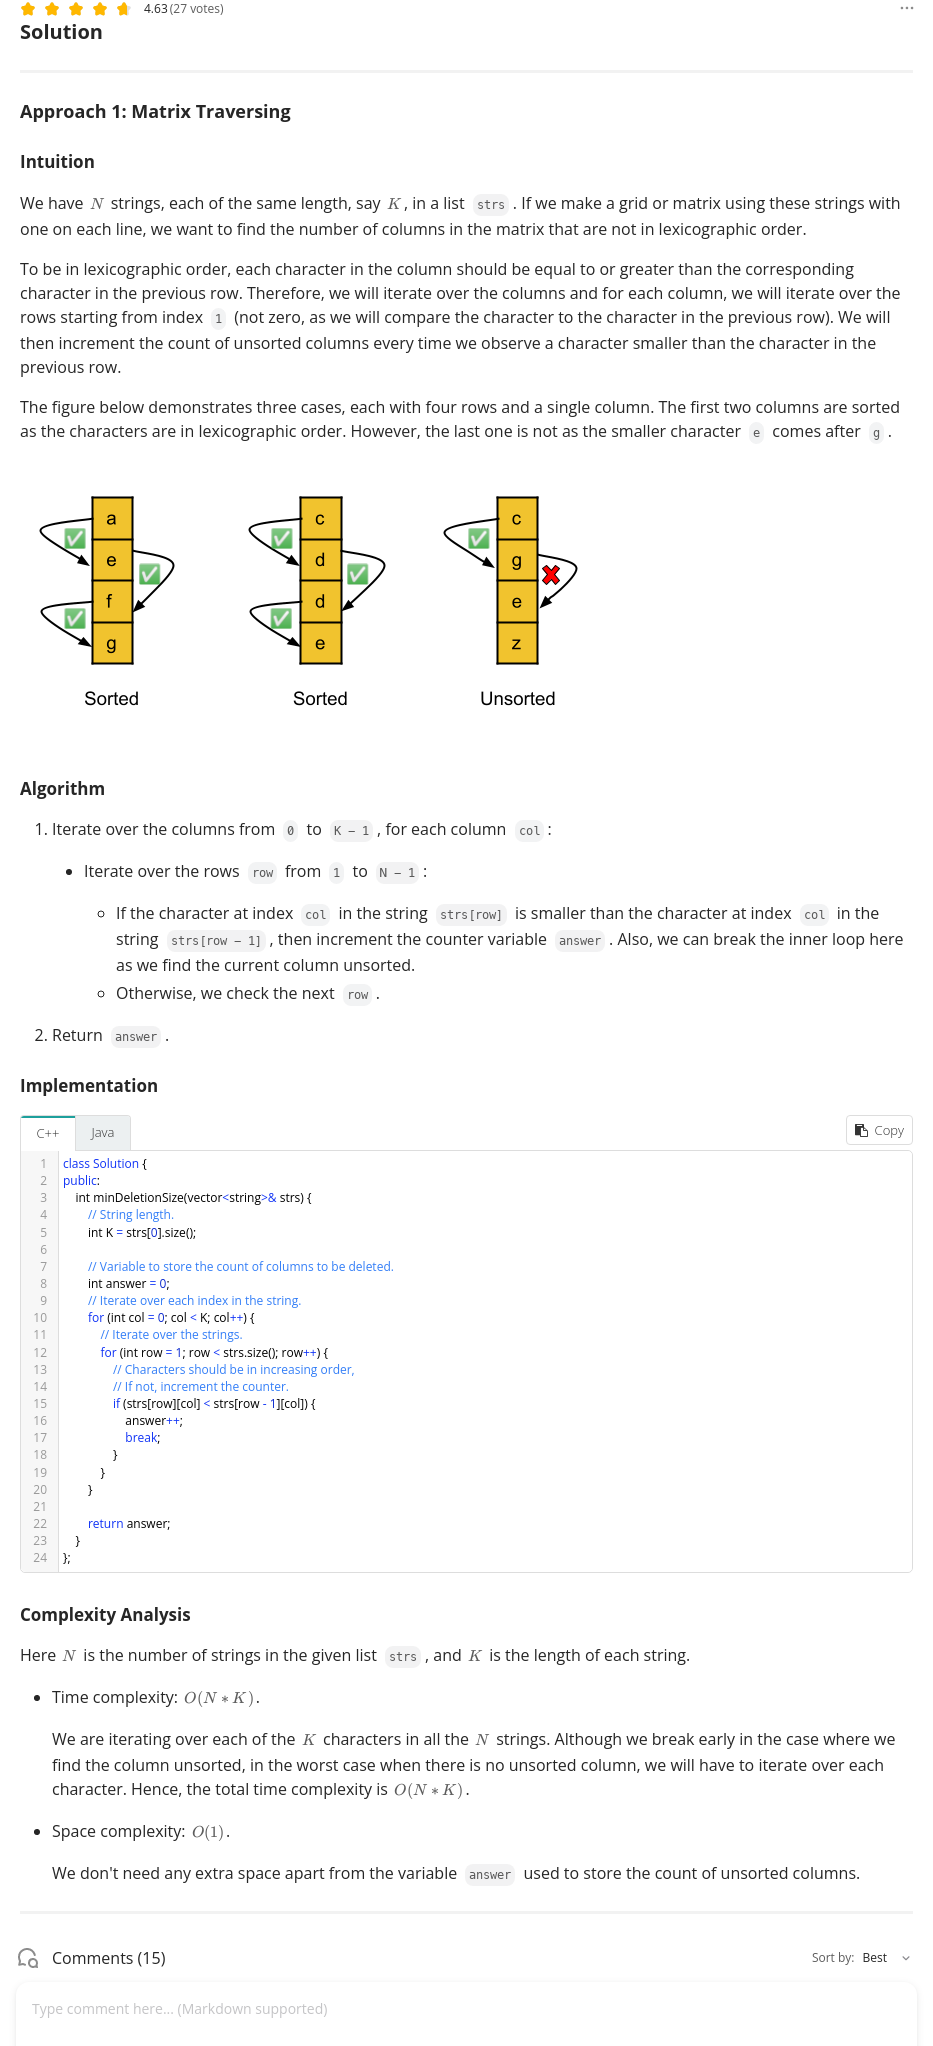 4.63 (27 votes)
Solution
Approach 1: Matrix Traversing
Intuition
We have N strings, each of the same length, say K, in a list strs. If we make a grid or matrix using these strings with
one on each line, we want to find the number of columns in the matrix that are not in lexicographic order.
To be in lexicographic order, each character in the column should be equal to or greater than the corresponding
character in the previous row. Therefore, we will iterate over the columns and for each column, we will iterate over the
rows starting from index 1 (not zero, as we will compare the character to the character in the previous row). We will
then increment the count of unsorted columns every time we observe a character smaller than the character in the
previous row.
The figure below demonstrates three cases, each with four rows and a single column. The first two columns are sorted
as the characters are in lexicographic order. However, the last one is not as the smaller character e comes after g.
a
e
f
g
Sorted
c
d
d
e
Sorted
c
g
e
z
Unsorted
Algorithm
1. Iterate over the columns from 0 to K - 1, for each column col:
• Iterate over the rows row from 1 to N - 1:
◦ If the character at index col in the string strs[row] is smaller than the character at index col in the
string strs[row - 1], then increment the counter variable answer. Also, we can break the inner loop here
as we find the current column unsorted.
◦ Otherwise, we check the next row.
2. Return answer.
Implementation
C++ Java Copy
1 class Solution {
2 public:
3 int minDeletionSize(vector<string>& strs) {
4 // String length.
5 int K = strs[0].size();
6
7 // Variable to store the count of columns to be deleted.
8 int answer = 0;
9 // Iterate over each index in the string.
10 for (int col = 0; col < K; col++) {
11 // Iterate over the strings.
12 for (int row = 1; row < strs.size(); row++) {
13 // Characters should be in increasing order,
14 // If not, increment the counter.
15 if (strs[row][col] < strs[row - 1][col]) {
16 answer++;
17 break;
18 }
19 }
20 }
21
22 return answer;
23 }
24 };
Complexity Analysis
Here N is the number of strings in the given list strs, and K is the length of each string.
• Time complexity: O(N * K).
We are iterating over each of the K characters in all the N strings. Although we break early in the case where we
find the column unsorted, in the worst case when there is no unsorted column, we will have to iterate over each
character. Hence, the total time complexity is O(N * K).
• Space complexity: O(1).
We don't need any extra space apart from the variable answer used to store the count of unsorted columns.
Comments (15) Sort by: Best
Type comment here... (Markdown supported)